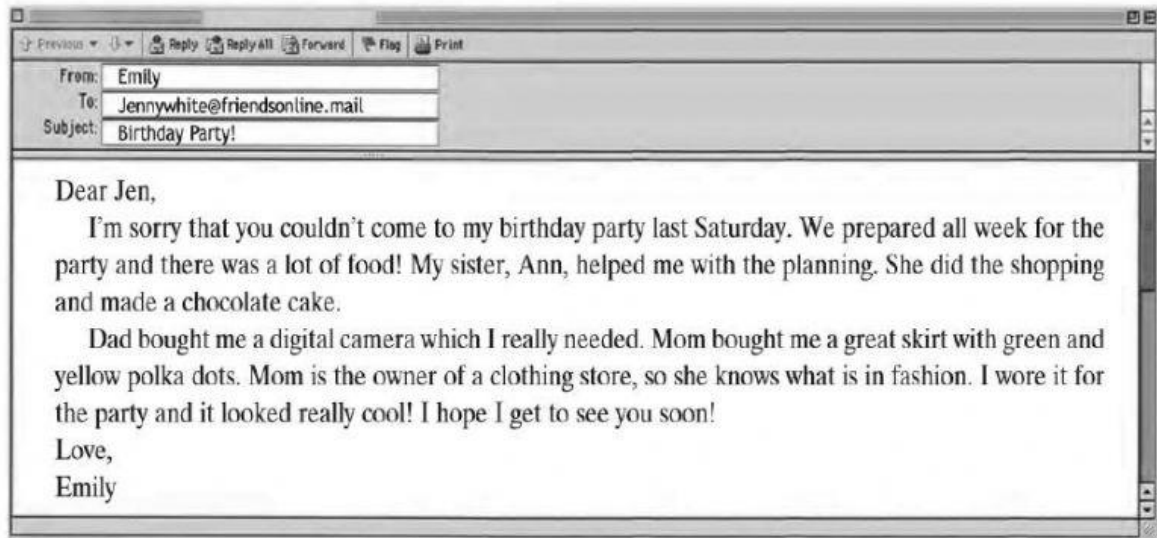 Previous Reply Reply All Forward Flag Print
From: Emily
To: Jennywhite@friendsonline.mail
Subject: Birthday Party!
Dear Jen,
I'm sorry that you couldn't come to my birthday party last Saturday. We prepared all week for the
party and there was a lot of food! My sister, Ann, helped me with the planning. She did the shopping
and made a chocolate cake.
Dad bought me a digital camera which I really needed. Mom bought me a great skirt with green and
yellow polka dots. Mom is the owner of a clothing store, so she knows what is in fashion. I wore it for
the party and it looked really cool! I hope I get to see you soon!
Love,
Emily